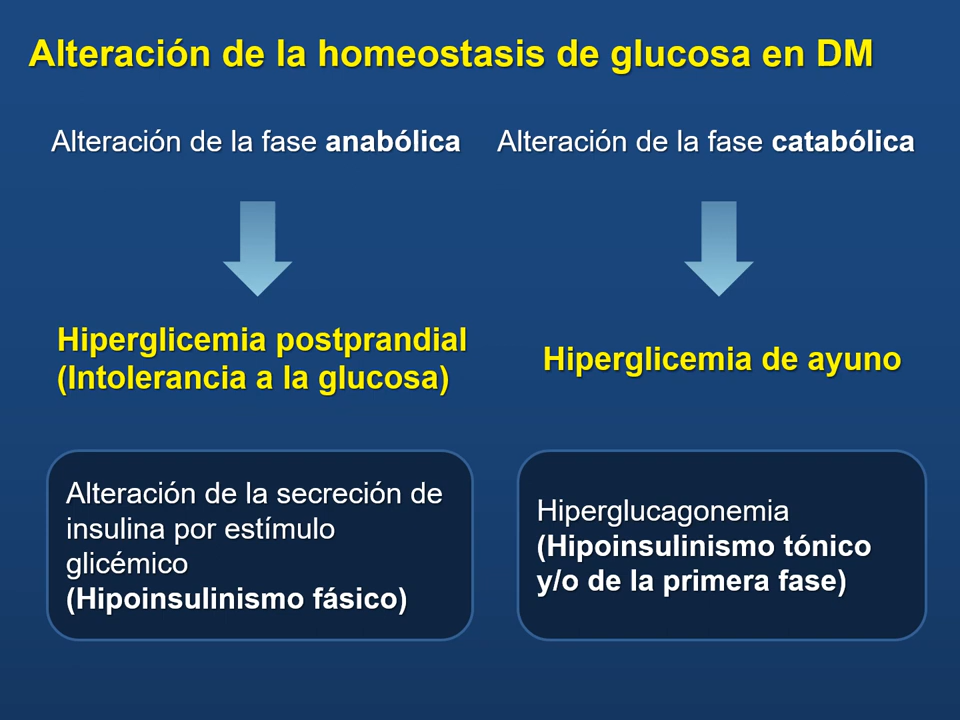 Alteración de la homeostasis de glucosa en DM
Alteración de la fase anabólica
Alteración de la fase catabólica
Hiperglicemia postprandial
(Intolerancia a la glucosa)
Hiperglicemia de ayuno
Alteración de la secreción de
insulina por estímulo
glicémico
(Hipoinsulinismo fásico)
Hiperglucagonemia
(Hipoinsulinismo tónico
y/o de la primera fase)